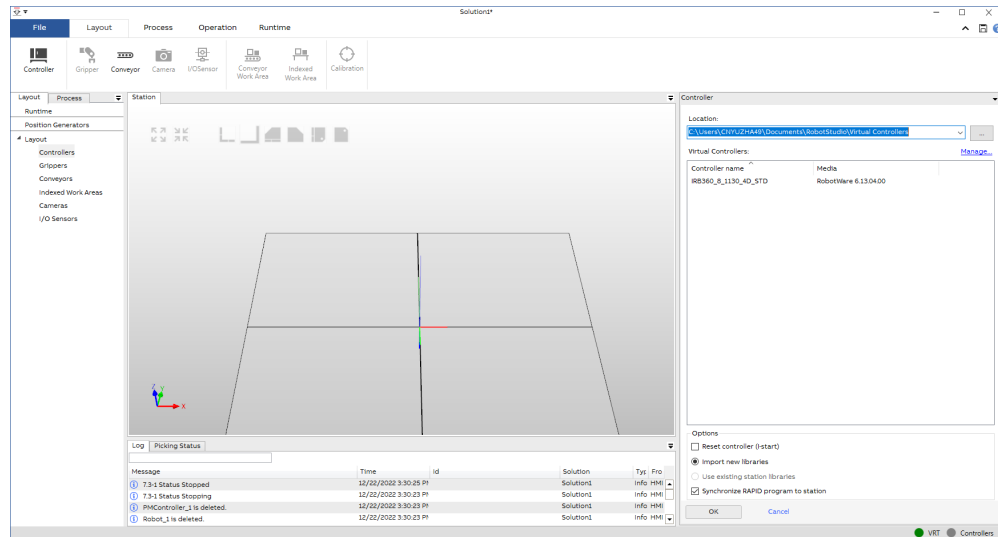 Solution1*
File Layout Process Operation Runtime
Controller Gripper Conveyor Camera I/OSensor Conveyor Work Area Indexed Work Area Calibration
Layout Process
Runtime
Position Generators
Layout
Controllers
Grippers
Conveyors
Indexed Work Areas
Cameras
I/O Sensors
Station
Z Y X
Log Picking Status
Message Time Id Solution Typ Fro
7.3-1 Status Stopped 12/22/2022 3:30:25 PM Solution1 Info HMI
7.3-1 Status Stopping 12/22/2022 3:30:23 PM Solution1 Info HMI
PMController_1 is deleted. 12/22/2022 3:30:23 PM Solution1 Info HMI
Robot_1 is deleted. 12/22/2022 3:30:23 PM Solution1 Info HMI
Controller
Location:
C:\Users\CNYUZHA49\Documents\RobotStudio\Virtual Controllers ...
Virtual Controllers: Manage...
Controller name Media
IRB360_8_1130_4D_STD RobotWare 6.13.04.00
Options
Reset controller (I-start)
Import new libraries
Use existing station libraries
Synchronize RAPID program to station
OK Cancel
VRT Controllers